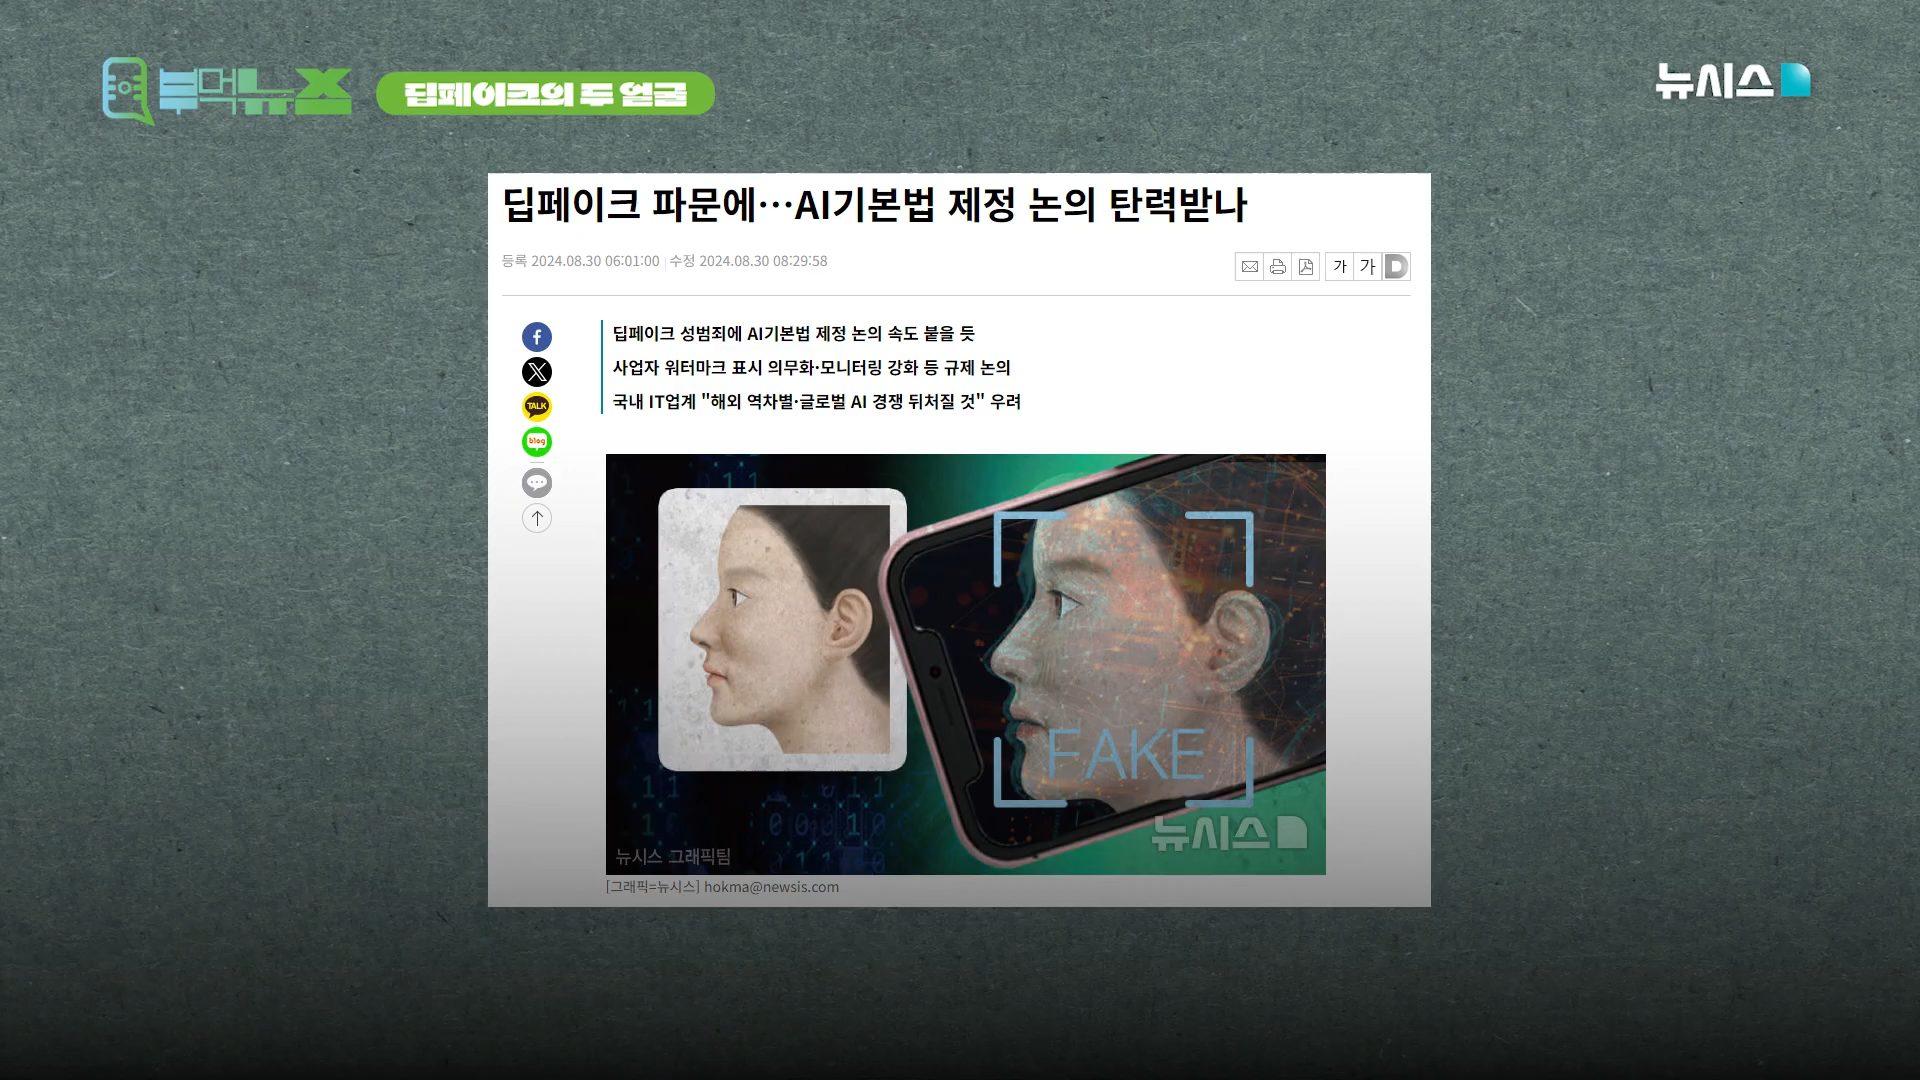 부먹뉴스
딥페이크의 두 얼굴
뉴시스
딥페이크 파문에…AI기본법 제정 논의 탄력받나
등록 2024.08.30 06:01:00 수정 2024.08.30 08:29:58
가 가
딥페이크 성범죄에 AI기본법 제정 논의 속도 붙을 듯
사업자 워터마크 표시 의무화·모니터링 강화 등 규제 논의
국내 IT업계 "해외 역차별·글로벌 AI 경쟁 뒤처질 것" 우려
TALK
blog
FAKE
뉴시스
뉴시스 그래픽팀
[그래픽=뉴시스] hokma@newsis.com